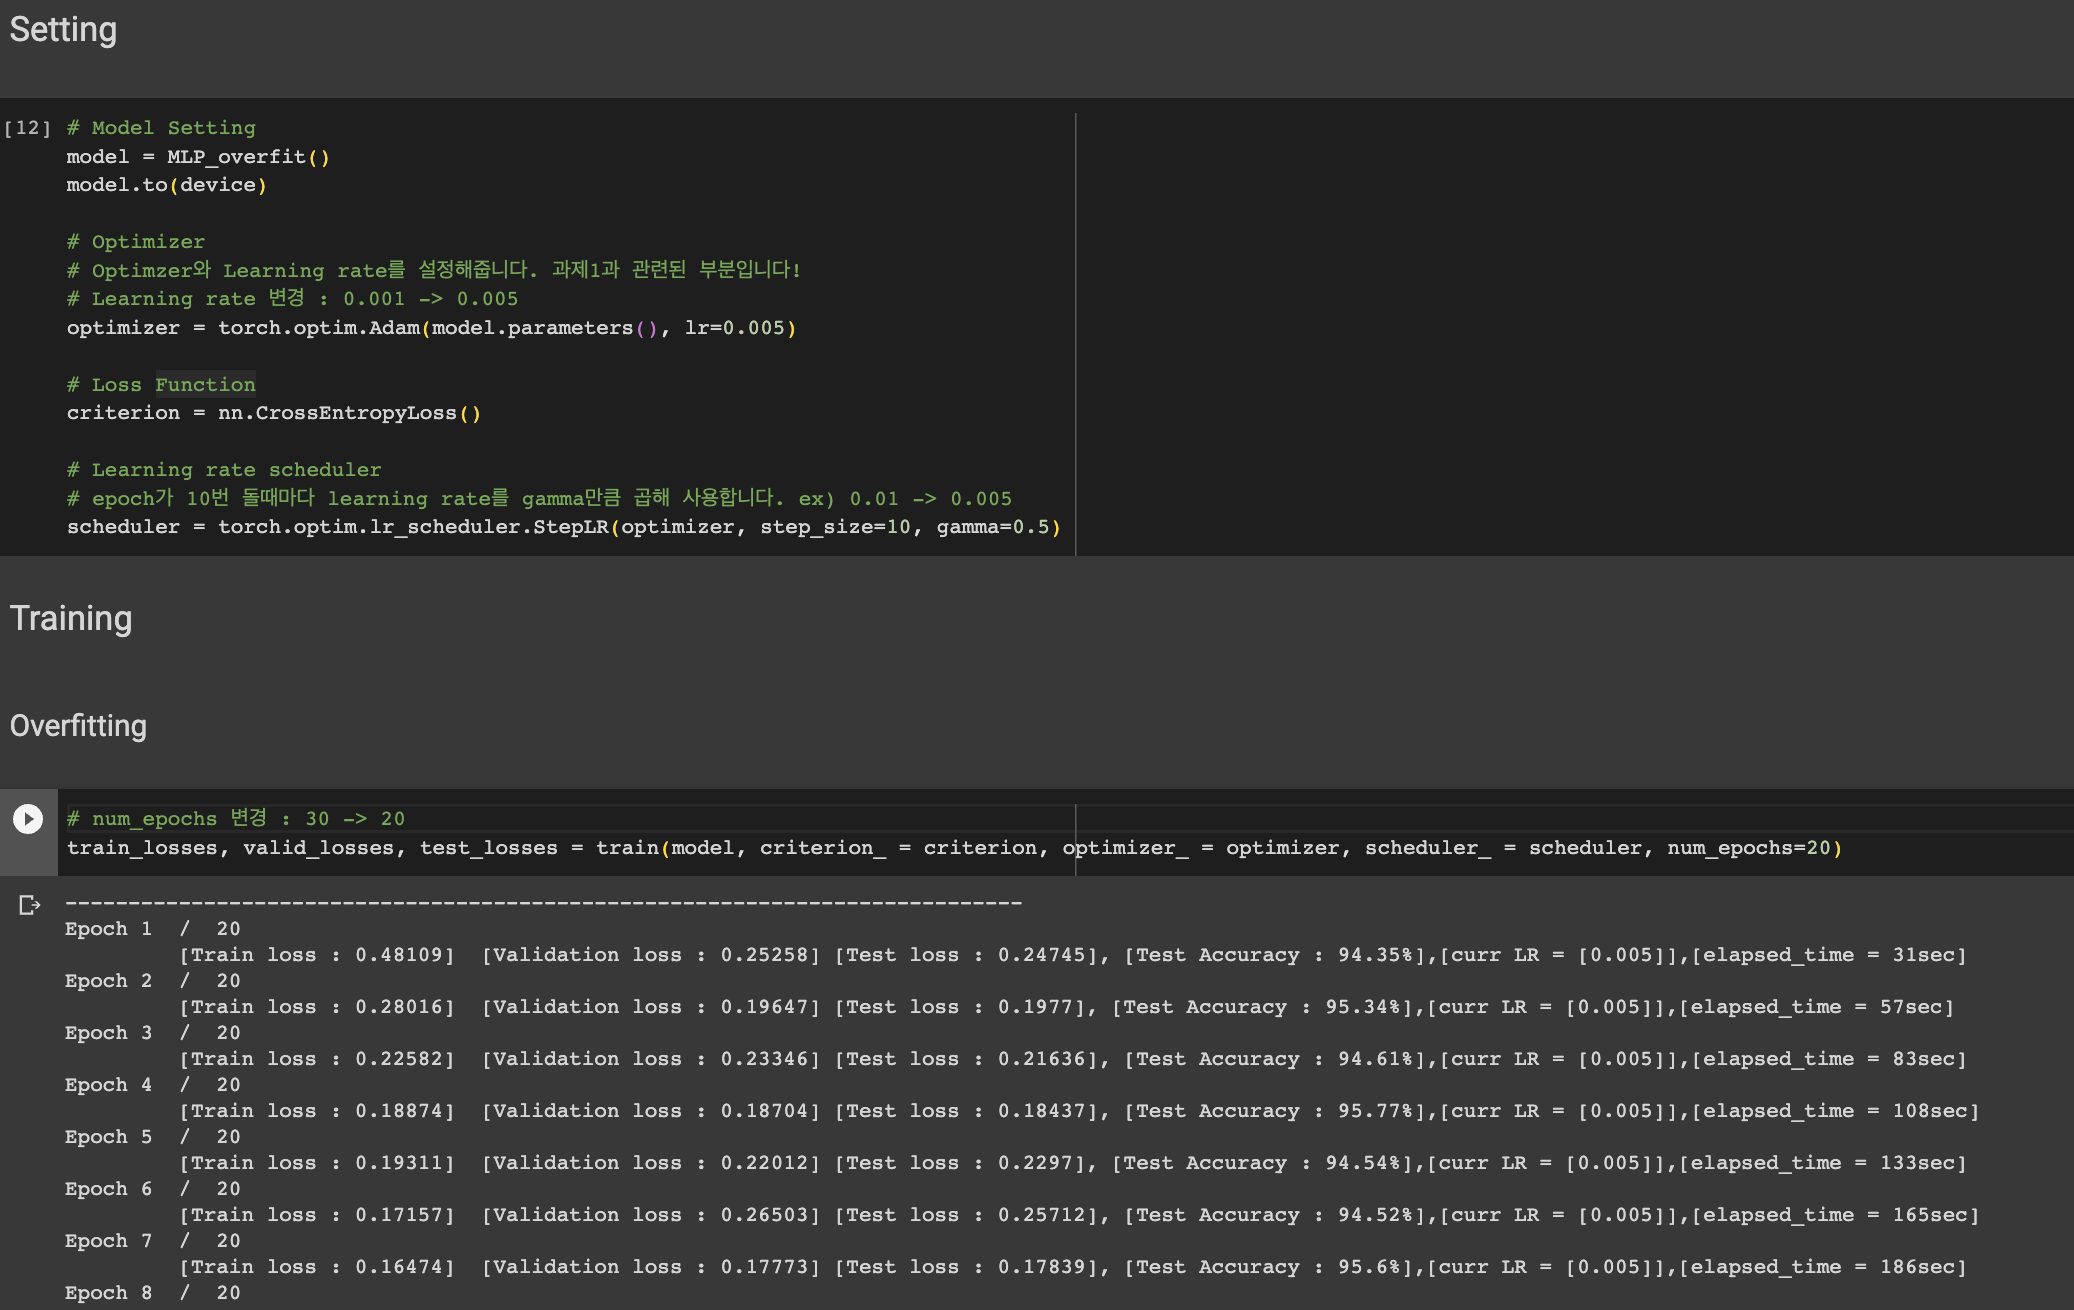 Setting
[12] # Model Setting
model = MLP_overfit()
model.to(device)
# Optimizer
# Optimzer와 Learning rate를 설정해줍니다. 과제1과 관련된 부분입니다!
# Learning rate 변경 : 0.001 -> 0.005
optimizer = torch.optim.Adam(model.parameters(), lr=0.005)
# Loss Function
criterion = nn.CrossEntropyLoss()
# Learning rate scheduler
# epoch가 10번 돌때마다 learning rate를 gamma만큼 곱해 사용합니다. ex) 0.01 -> 0.005
scheduler = torch.optim.lr_scheduler.StepLR(optimizer, step_size=10, gamma=0.5)
Training
Overfitting
# num_epochs 변경 : 30 -> 20
train_losses, valid_losses, test_losses = train(model, criterion_ = criterion, optimizer_ = optimizer, scheduler_ = scheduler, num_epochs=20)
----------------------------------------------------------------------------
Epoch 1 / 20
[Train loss : 0.48109] [Validation loss : 0.25258] [Test loss : 0.24745], [Test Accuracy : 94.35%],[curr LR = [0.005]],[elapsed_time = 31sec]
Epoch 2 / 20
[Train loss : 0.28016] [Validation loss : 0.19647] [Test loss : 0.1977], [Test Accuracy : 95.34%],[curr LR = [0.005]],[elapsed_time = 57sec]
Epoch 3 / 20
[Train loss : 0.22582] [Validation loss : 0.23346] [Test loss : 0.21636], [Test Accuracy : 94.61%],[curr LR = [0.005]],[elapsed_time = 83sec]
Epoch 4 / 20
[Train loss : 0.18874] [Validation loss : 0.18704] [Test loss : 0.18437], [Test Accuracy : 95.77%],[curr LR = [0.005]],[elapsed_time = 108sec]
Epoch 5 / 20
[Train loss : 0.19311] [Validation loss : 0.22012] [Test loss : 0.2297], [Test Accuracy : 94.54%],[curr LR = [0.005]],[elapsed_time = 133sec]
Epoch 6 / 20
[Train loss : 0.17157] [Validation loss : 0.26503] [Test loss : 0.25712], [Test Accuracy : 94.52%],[curr LR = [0.005]],[elapsed_time = 165sec]
Epoch 7 / 20
[Train loss : 0.16474] [Validation loss : 0.17773] [Test loss : 0.17839], [Test Accuracy : 95.6%],[curr LR = [0.005]],[elapsed_time = 186sec]
Epoch 8 / 20